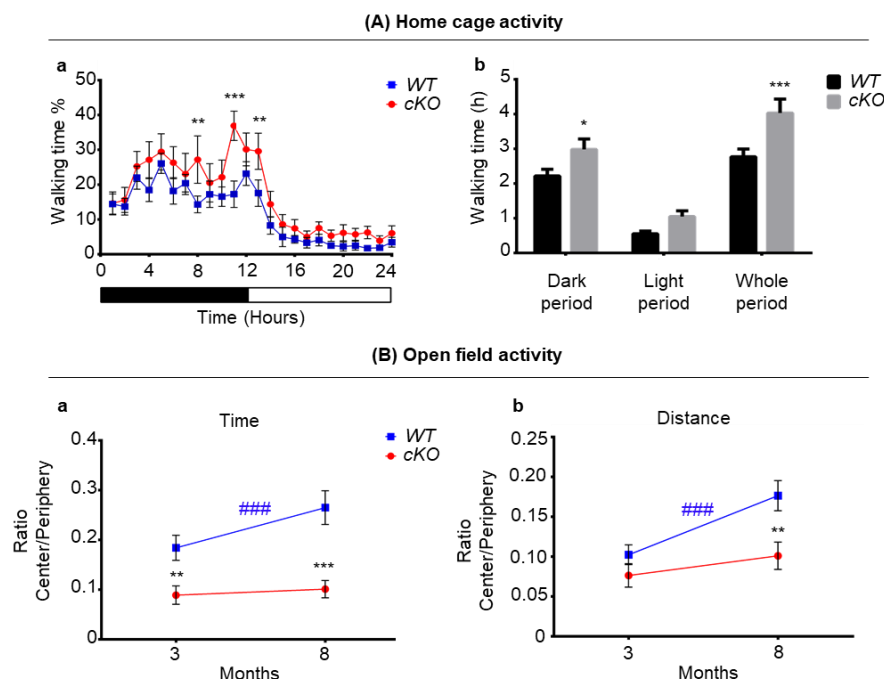 (A) Home cage activity
a
WT
cKO
Walking time %
50
40
30
20
10
0
** *** **
0 4 8 12 16 20 24
Time (Hours)
b
WT
cKO
Walking time (h)
5
4
3
2
1
0
* ***
Dark period
Light period
Whole period
(B) Open field activity
a
Time
WT
cKO
Ratio
Center/Periphery
0.4
0.3
0.2
0.1
0
###
** ***
3 8
Months
b
Distance
Ratio
Center/Periphery
0.25
0.20
0.15
0.10
0.05
0
###
**
3 8
Months